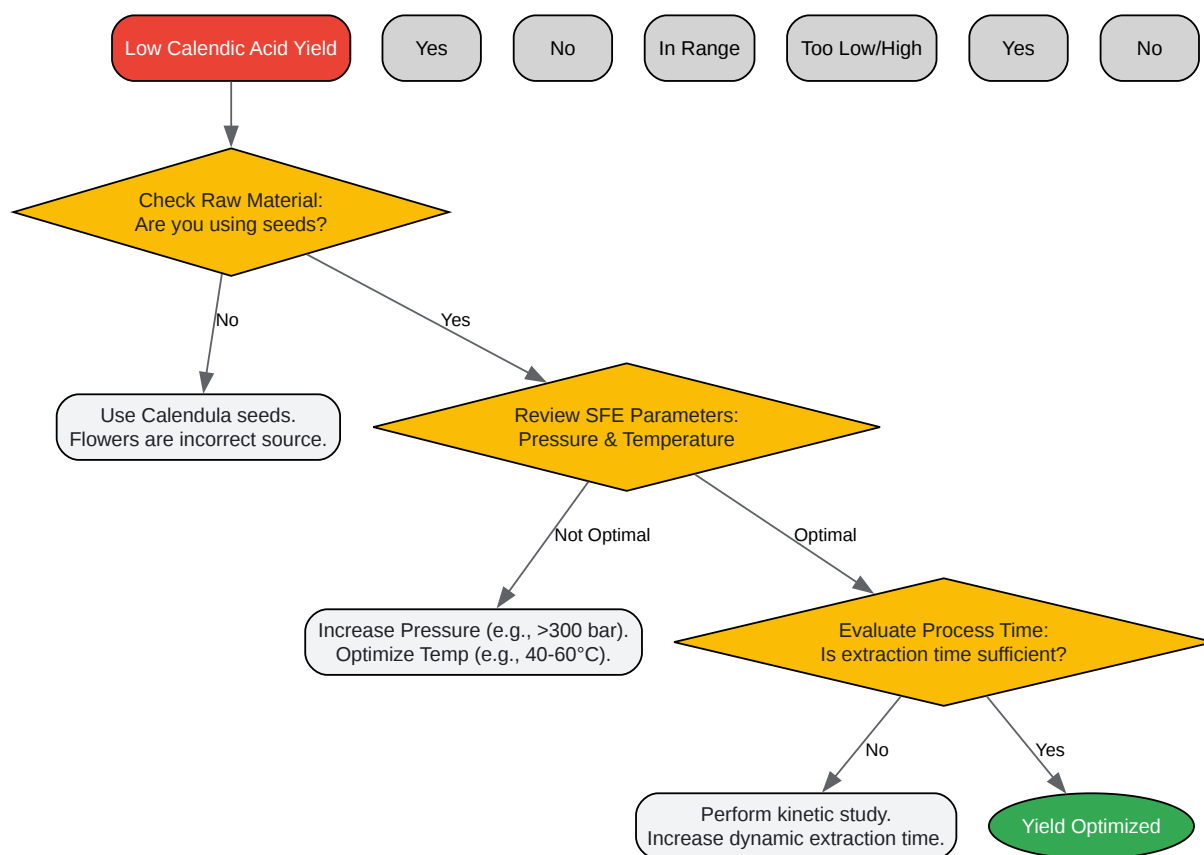 Low Calendic Acid Yield
Yes
No
In Range
Too Low/High
Yes
No
Check Raw Material:
Are you using seeds?
No
Yes
Use Calendula seeds.
Flowers are incorrect source.
Review SFE Parameters:
Pressure & Temperature
Not Optimal
Optimal
Increase Pressure (e.g., >300 bar).
Optimize Temp (e.g., 40-60°C).
Evaluate Process Time:
Is extraction time sufficient?
No
Yes
Perform kinetic study.
Increase dynamic extraction time.
Yield Optimized